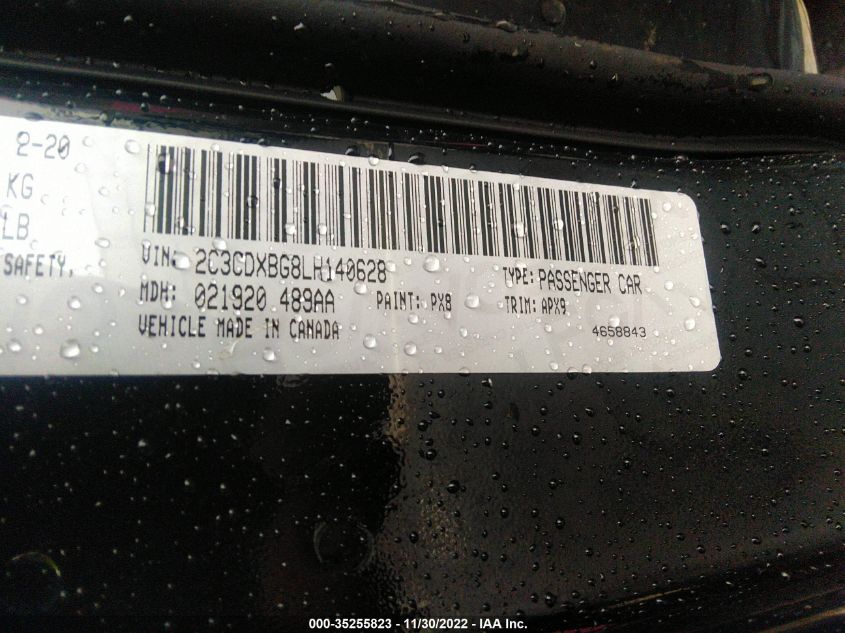 2-20
KG
LB
SAFETY,
VIN: 2C3CDXBG8LH140628
TYPE: PASSENGER CAR
MDH: 021920 489AA
PAINT: PX8
TRIM: APX9
VEHICLE MADE IN CANADA
4658843
000-35255823 - 11/30/2022 - IAA Inc.